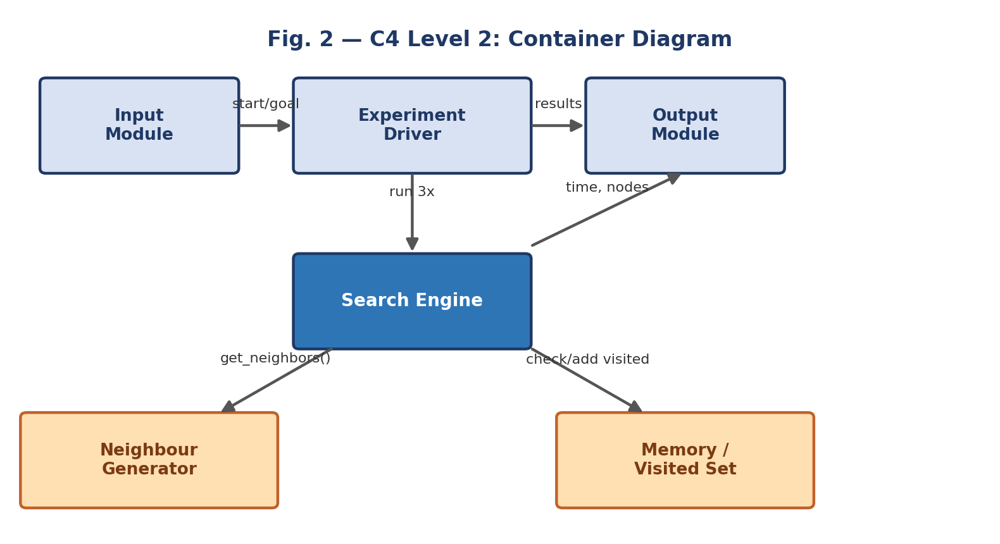 Fig. 2 — C4 Level 2: Container Diagram
Input
Module
start/goal
Experiment
Driver
results
Output
Module
run 3x
time, nodes
Search Engine
get_neighbors()
check/add visited
Neighbour
Generator
Memory /
Visited Set